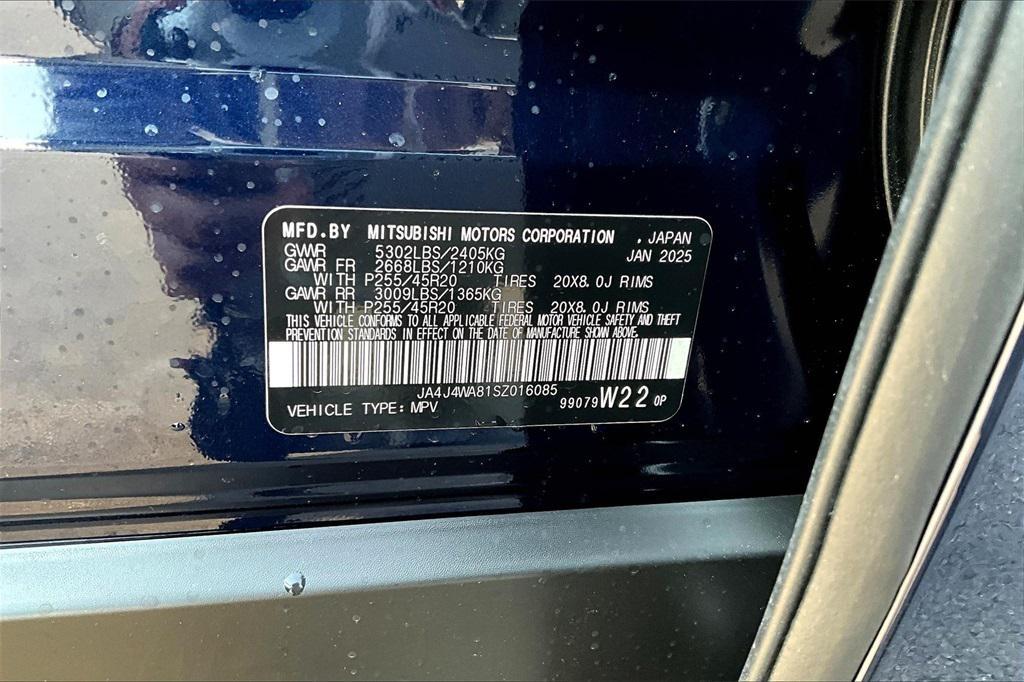 MFD.BY MITSUBISHI MOTORS CORPORATION , JAPAN
GWWR 5302LBS/2405KG JAN 2025
GAWR FR 2668LBS/1210KG
WITH P255/45R20 TIRES 20X8.0J RIMS
GAWR RR 3009LBS/1365KG
WITH P255/45R20 TIRES 20X8.0J RIMS
THIS VEHICLE CONFORMS TO ALL APPLICABLE FEDERAL MOTOR VEHICLE SAFETY AND THEFT
PREVENTION STANDARDS IN EFFECT ON THE DATE OF MANUFACTURE SHOWN ABOVE.
JA4J4WA81SZ016085
VEHICLE TYPE: MPV 99079 W22 OP